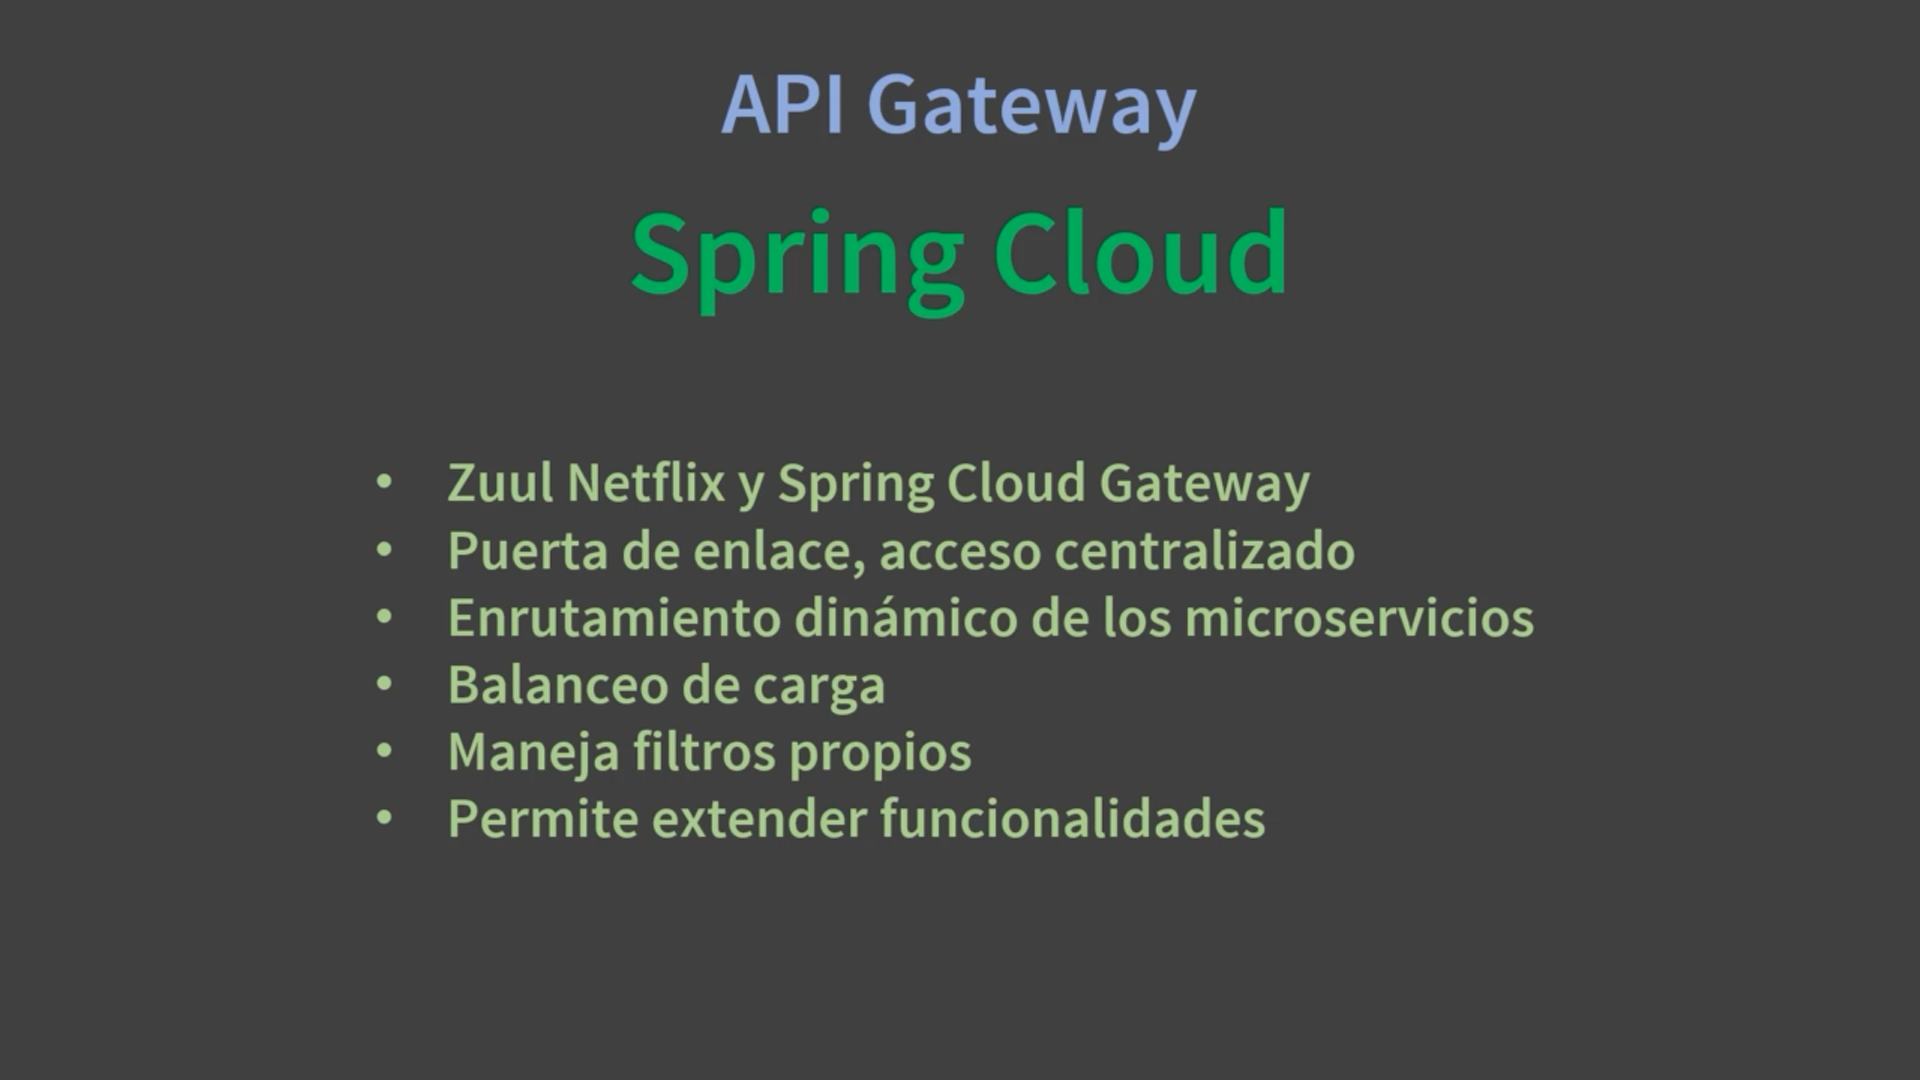 API Gateway
Spring Cloud
• Zuul Netflix y Spring Cloud Gateway
• Puerta de enlace, acceso centralizado
• Enrutamiento dinámico de los microservicios
• Balanceo de carga
• Maneja filtros propios
• Permite extender funcionalidades